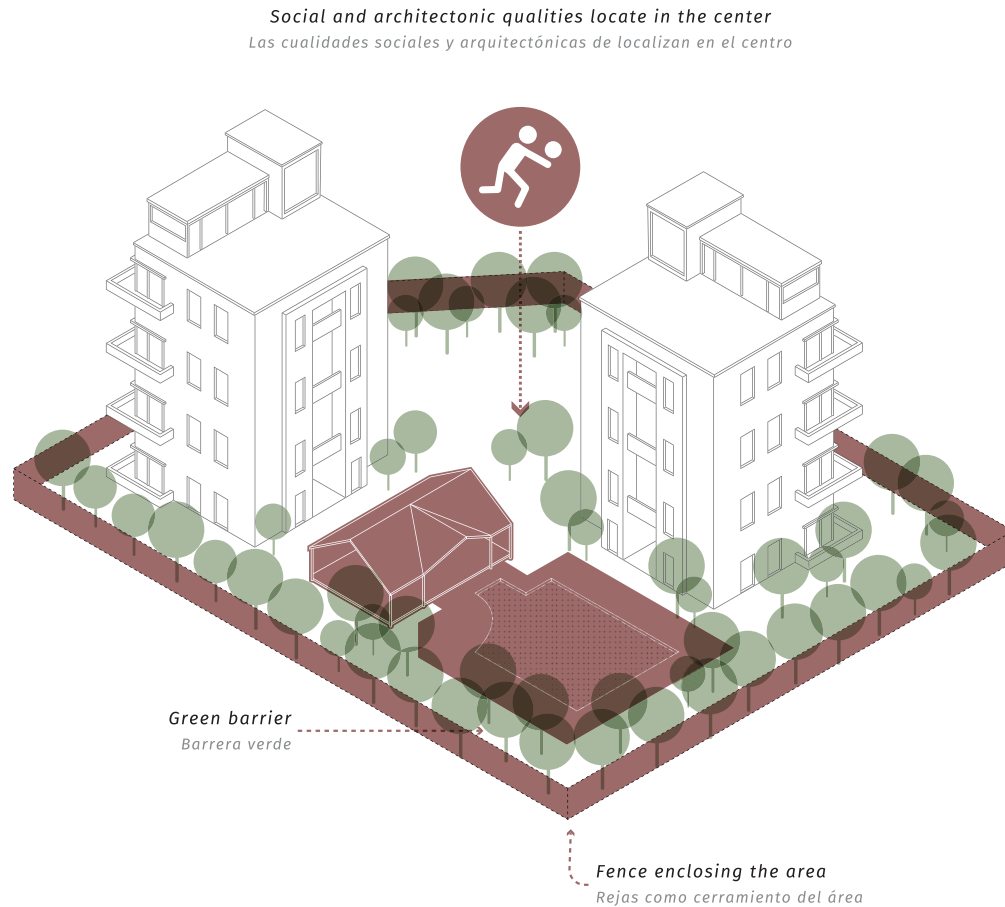 Social and architectonic qualities locate in the center
Las cualidades sociales y arquitectónicas de localizan en el centro
Green barrier
Barrera verde
Fence enclosing the area
Rejas como cerramiento del área